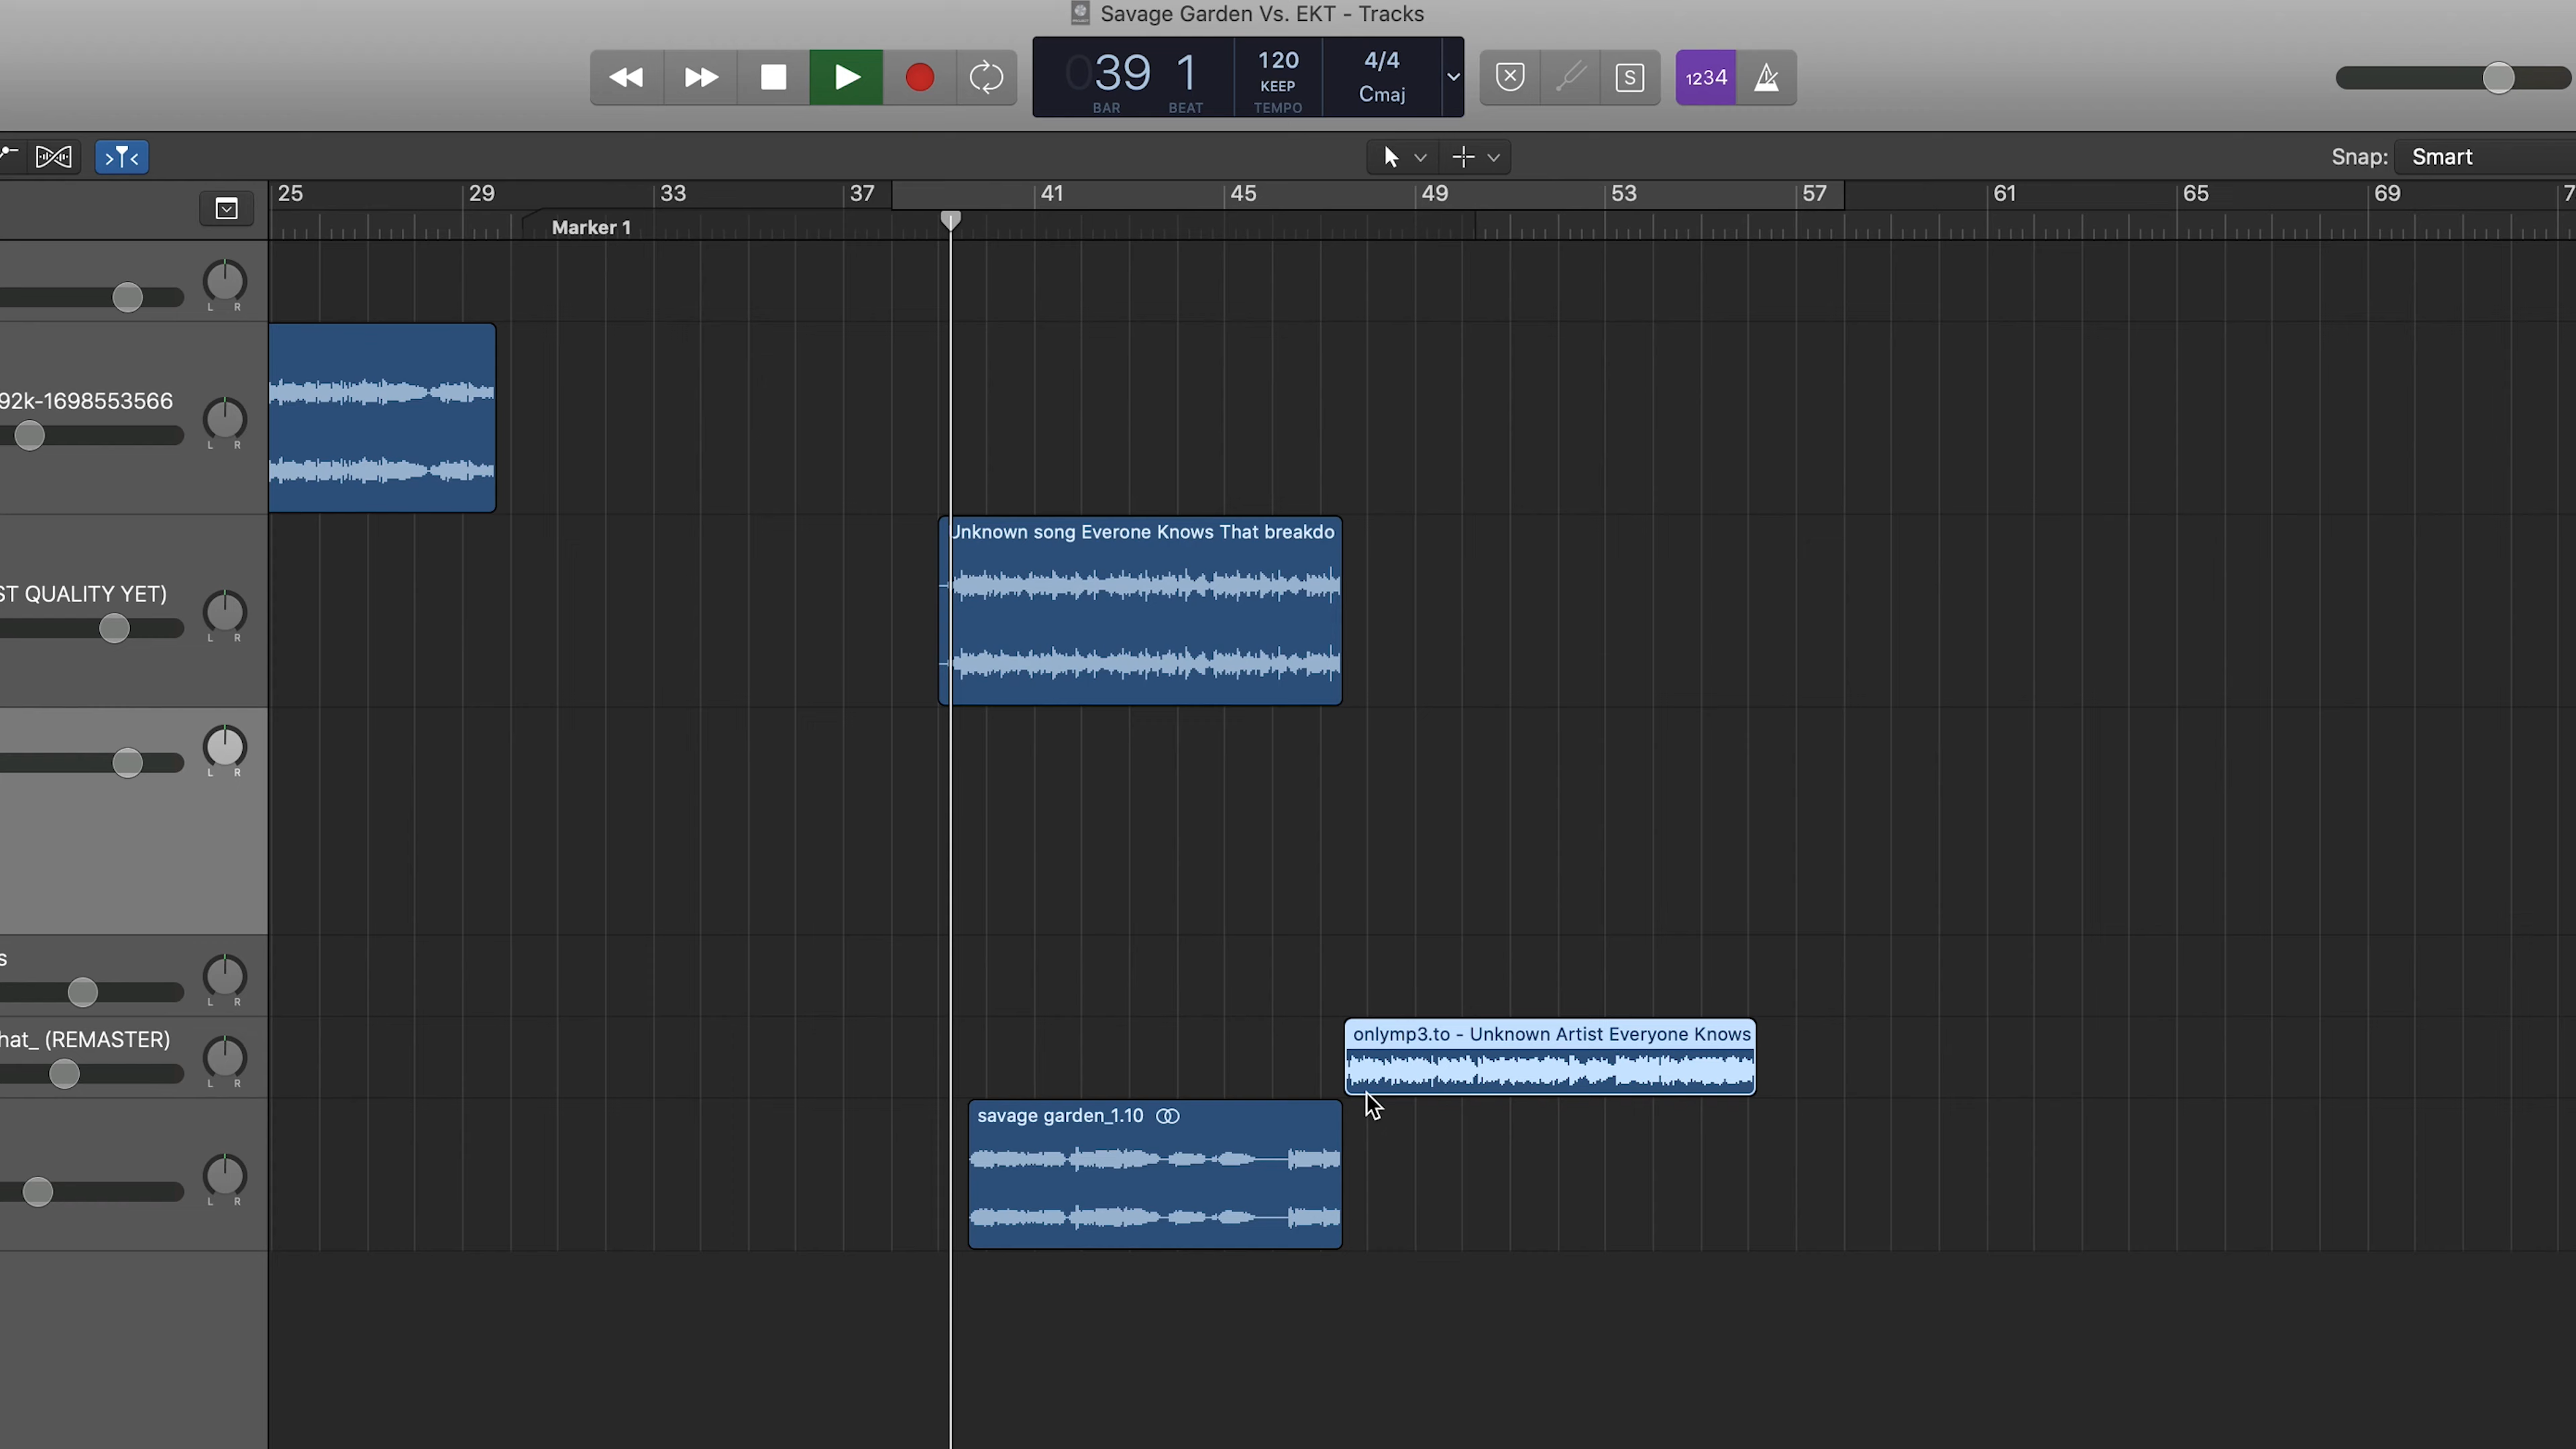 Savage Garden Vs. EKT - Tracks
039 1
BAR BEAT
120
KEEP
TEMPO
4/4
Cmaj
S
1234
Snap: Smart
25 29 33 37 41 45 49 53 57 61 65 69 7
Marker 1
L R
92k-1698553566
L R
Unknown song Everone Knows That breakdo
ST QUALITY YET)
L R
L R
s
L R
hat_ (REMASTER)
L R
onlymp3.to - Unknown Artist Everyone Knows
savage garden_1.10
L R